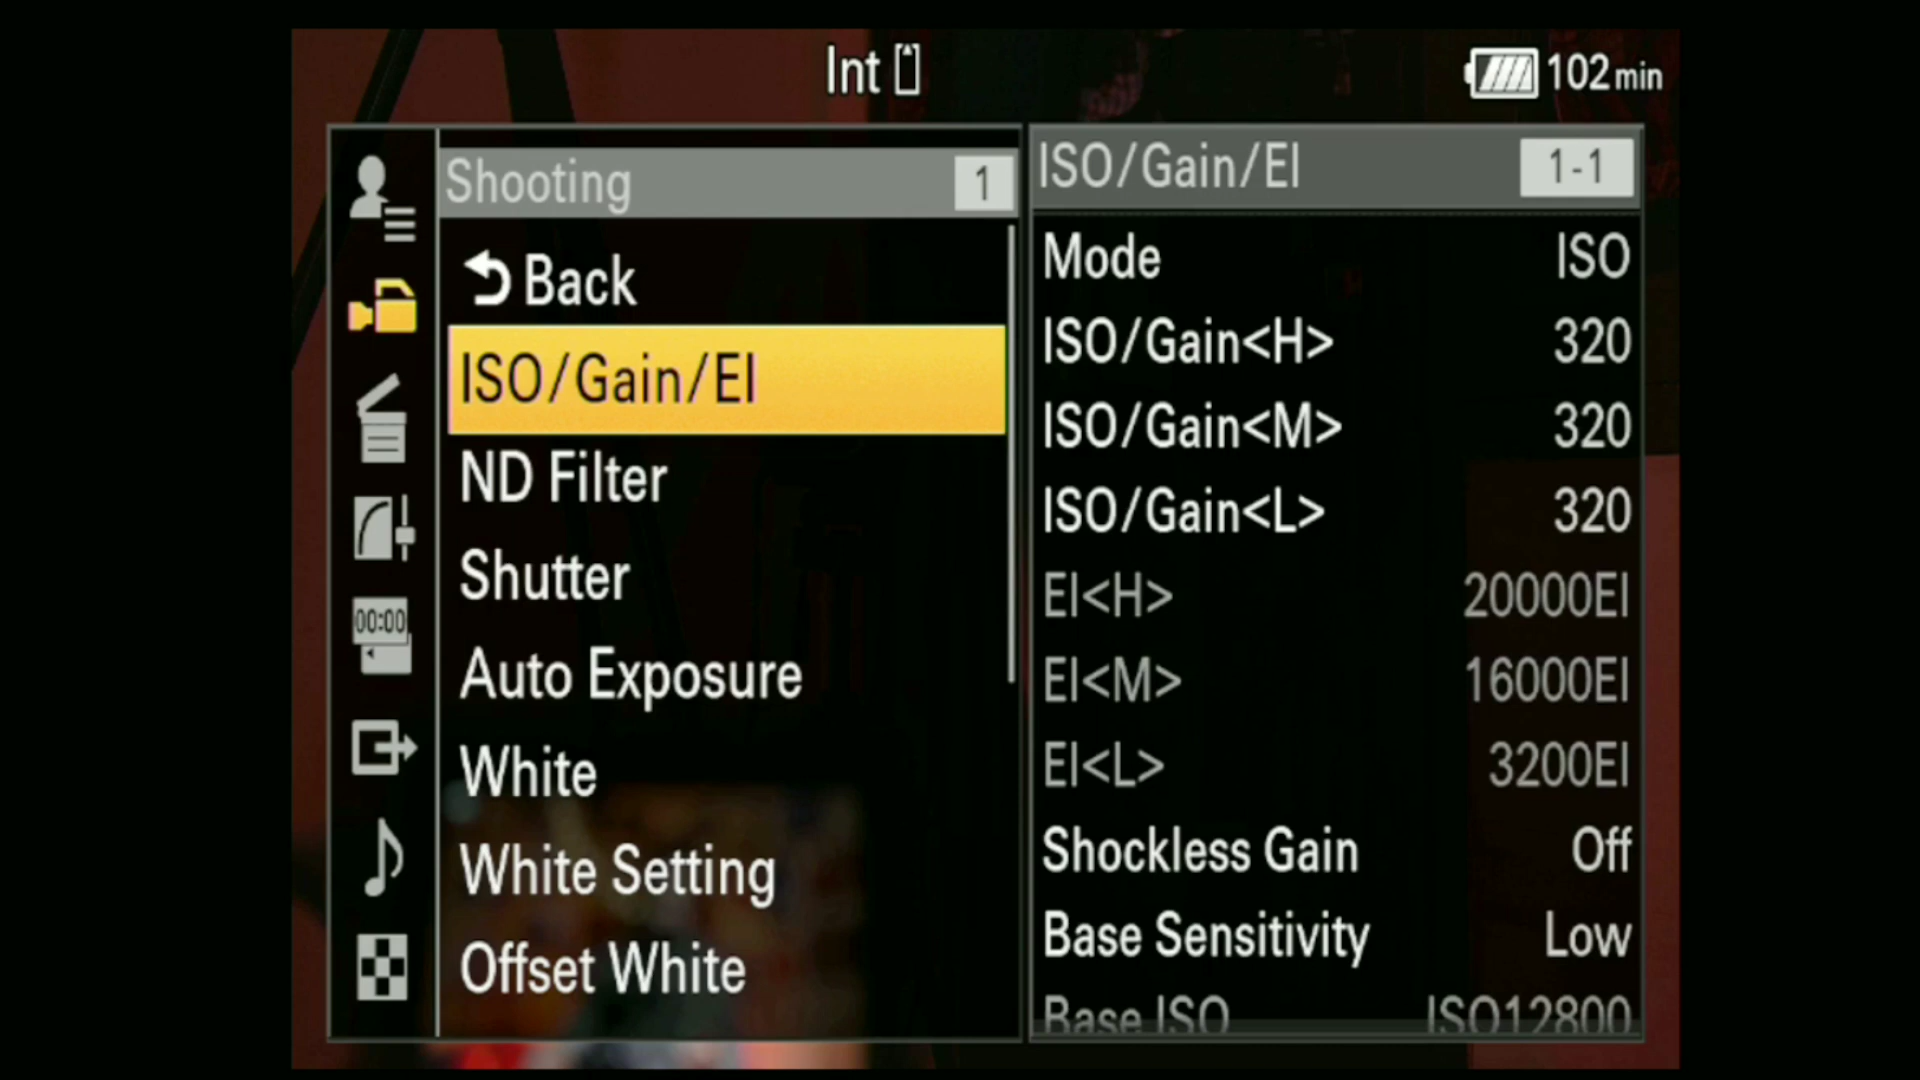 Int
102 min
Shooting 1
Back
ISO/Gain/EI
ND Filter
Shutter
Auto Exposure
White
White Setting
Offset White
00:00
ISO/Gain/EI 1-1
Mode ISO
ISO/Gain<H> 320
ISO/Gain<M> 320
ISO/Gain<L> 320
EI<H> 20000EI
EI<M> 16000EI
EI<L> 3200EI
Shockless Gain Off
Base Sensitivity Low
Base ISO ISO12800